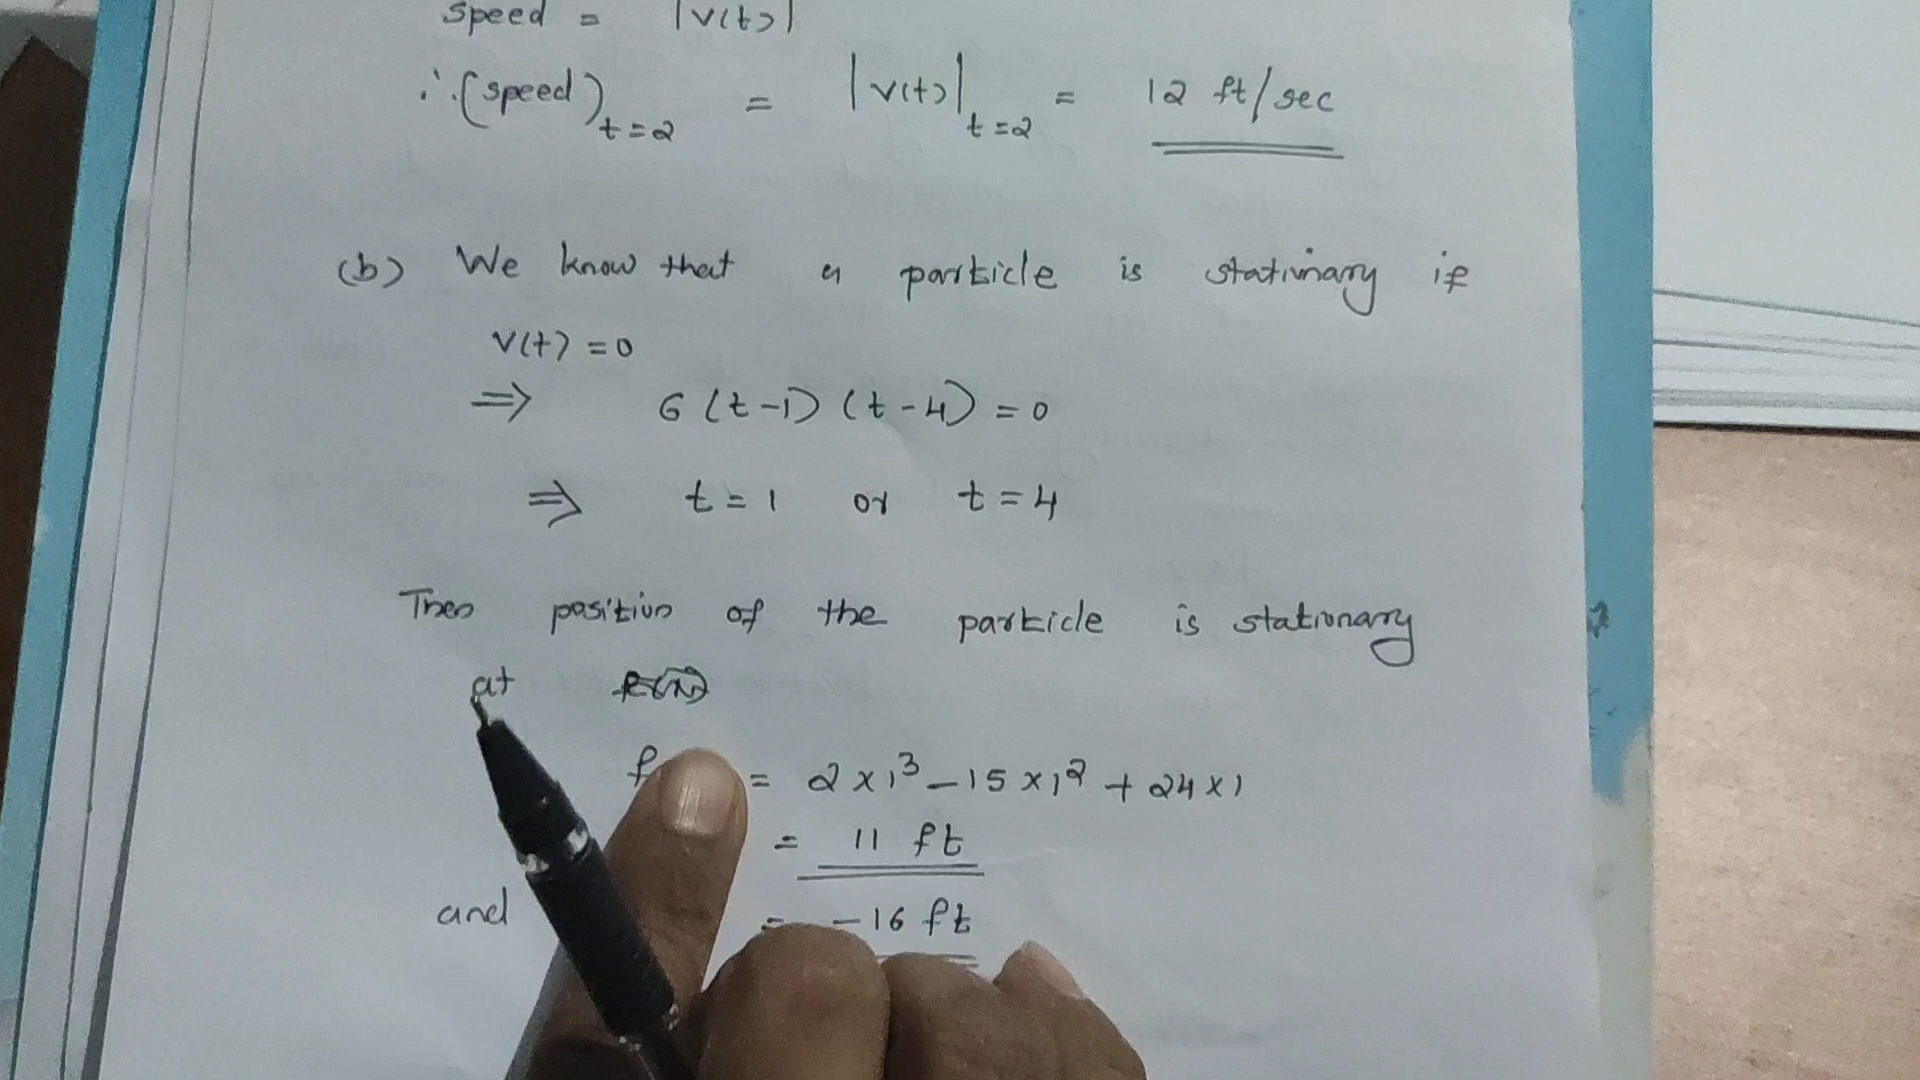 speed = |v(t)|
∴ (speed) t=2 = |v(t)| t=2 = 12 ft/sec
(b) We know that a particle is stationary if
v(t) = 0
⇒ 6 (t-1) (t-4) = 0
⇒ t = 1 or t = 4
Then position of the particle is stationary
at
f = 2×1³ - 15×1² + 24×1
= 11 ft
and = -16 ft